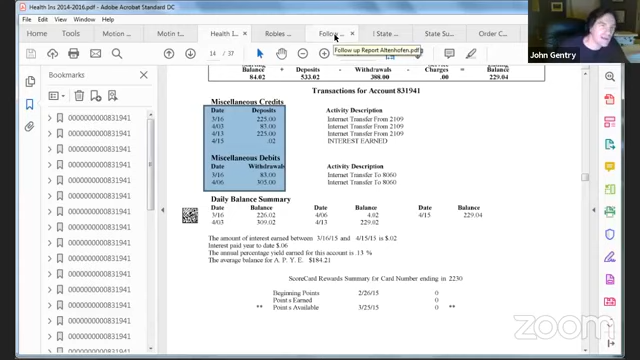 Health Ins 2014-2016.pdf - Adobe Acrobat Standard DC
File Edit View Window Help
Home Tools Motion ... Motion t... Health I... × Robles ... Follow ... × I State ... State Su... Order C...
14 / 37
Follow up Report Altenhofen.pdf
John Gentry
Bookmarks
0000000000831941
0000000000831941
0000000000831941
0000000000831941
0000000000831941
0000000000831941
0000000000831941
0000000000831941
0000000000831941
0000000000831941
0000000000831941
0000000000831941
0000000000831941
0000000000831941
Balance + Deposits - Withdrawals - Charges = Balance
84.02 533.02 388.00 .00 229.04
Transactions for Account 831941
Miscellaneous Credits
Date Deposits Activity Description
3/16 225.00 Internet Transfer From 2109
4/03 83.00 Internet Transfer From 2109
4/13 225.00 Internet Transfer From 2109
4/13 .02 INTEREST EARNED
Miscellaneous Debits
Date Withdrawals Activity Description
3/16 83.00 Internet Transfer To 8060
4/06 305.00 Internet Transfer To 8060
Daily Balance Summary
Date Balance Date Balance Date Balance
3/16 226.02 4/06 4.02 4/15 229.04
4/03 309.02 4/13 229.02
The amount of interest earned between 3/16/15 and 4/15/15 is $.02
Interest paid year to date $.06
The annual percentage yield earned for this account is .13 %
The average balance for A. P. Y. E. $184.21
ScoreCard Rewards Summary for Card Number ending in 2230
Beginning Points 2/26/15 0
Points Earned 0
** Points Available 3/25/15 0 **
zoom